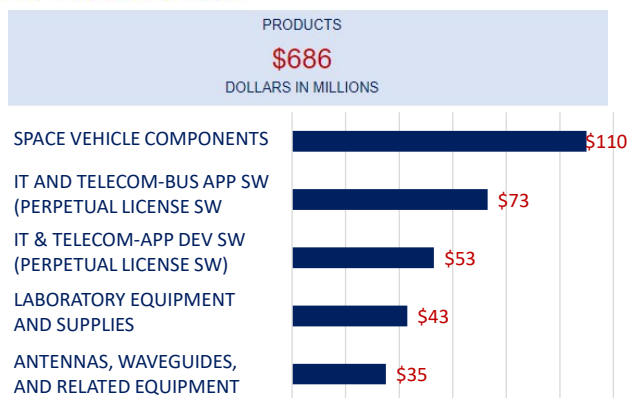 PRODUCTS
$686
DOLLARS IN MILLIONS
SPACE VEHICLE COMPONENTS
$110
IT AND TELECOM-BUS APP SW
(PERPETUAL LICENSE SW
$73
IT & TELECOM-APP DEV SW
(PERPETUAL LICENSE SW)
$53
LABORATORY EQUIPMENT
AND SUPPLIES
$43
ANTENNAS, WAVEGUIDES,
AND RELATED EQUIPMENT
$35